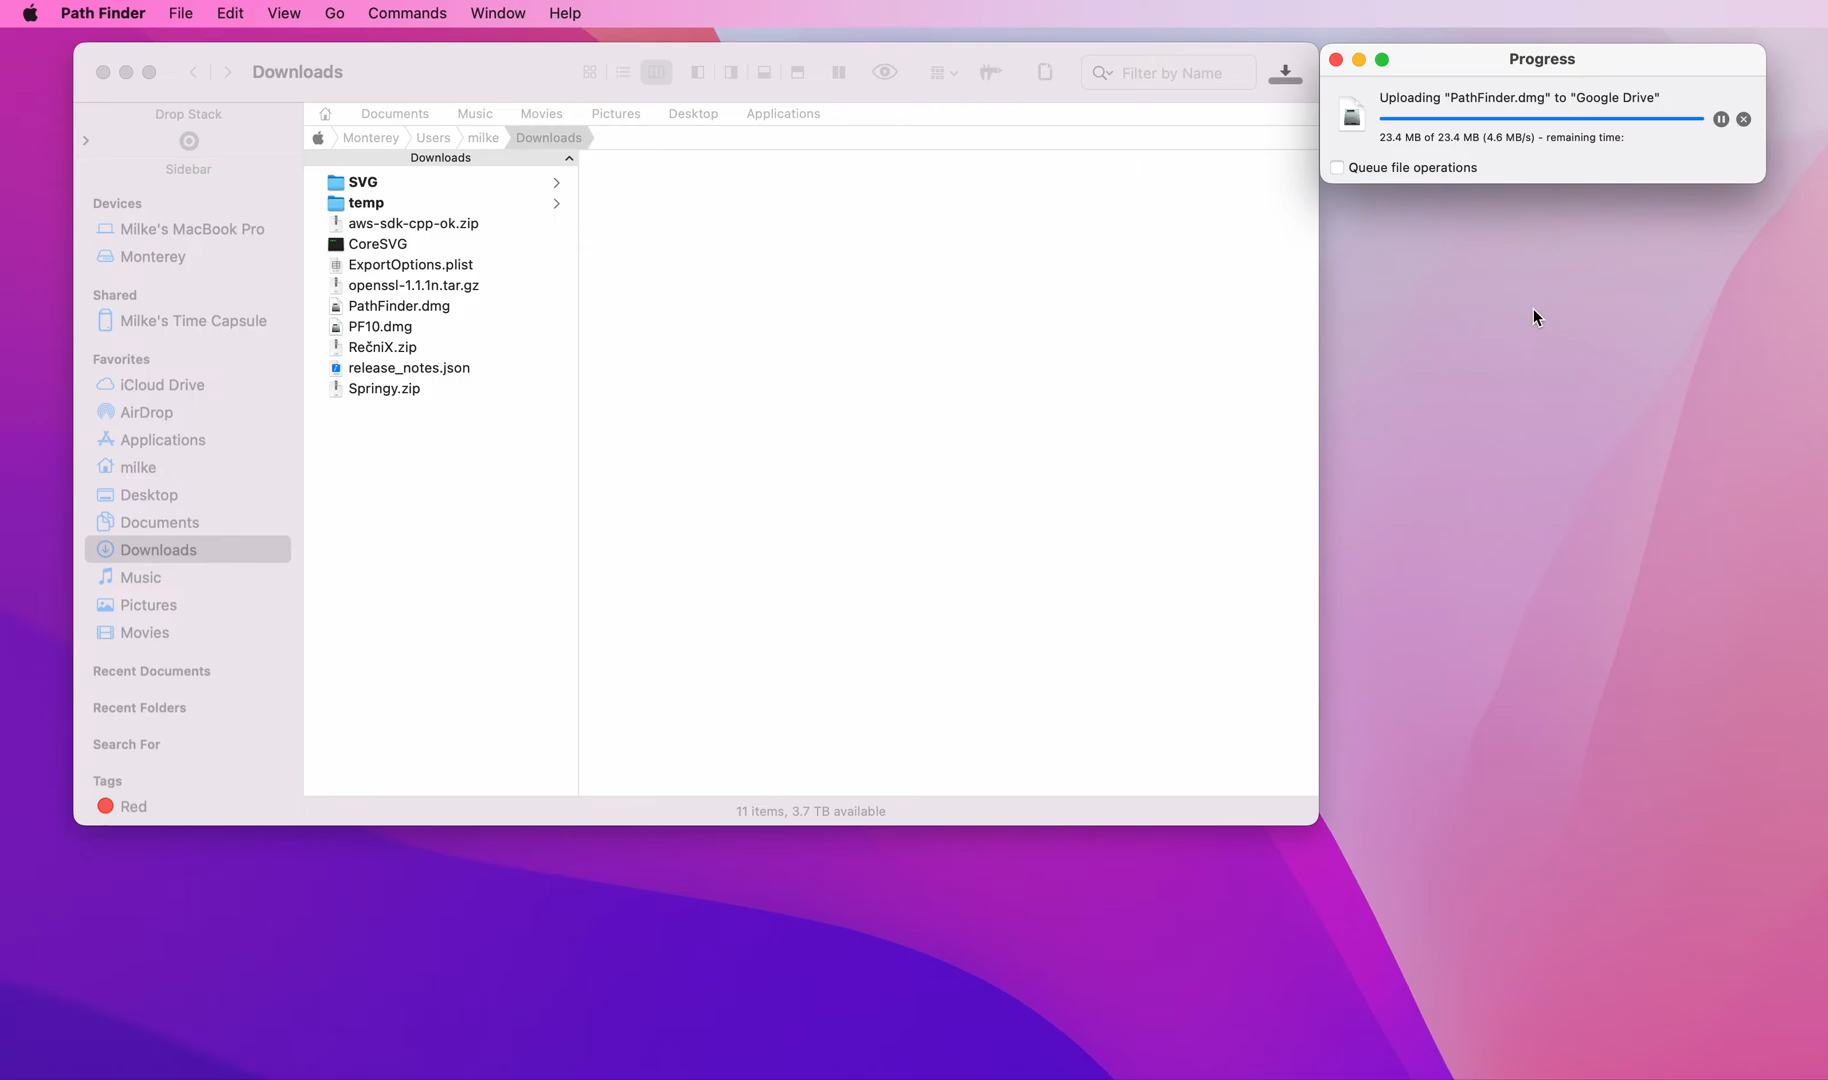 Path Finder File Edit View Go Commands Window Help
Downloads
Filter by Name
Drop Stack
Sidebar
Devices
Milke's MacBook Pro
Monterey
Shared
Milke's Time Capsule
Favorites
iCloud Drive
AirDrop
Applications
milke
Desktop
Documents
Downloads
Music
Pictures
Movies
Recent Documents
Recent Folders
Search For
Tags
Red
Documents Music Movies Pictures Desktop Applications
Monterey Users milke Downloads
Downloads
SVG
temp
aws-sdk-cpp-ok.zip
CoreSVG
ExportOptions.plist
openssl-1.1.1n.tar.gz
PathFinder.dmg
PF10.dmg
RečniX.zip
release_notes.json
Springy.zip
11 items, 3.7 TB available
Progress
Uploading "PathFinder.dmg" to "Google Drive"
23.4 MB of 23.4 MB (4.6 MB/s) - remaining time:
Queue file operations